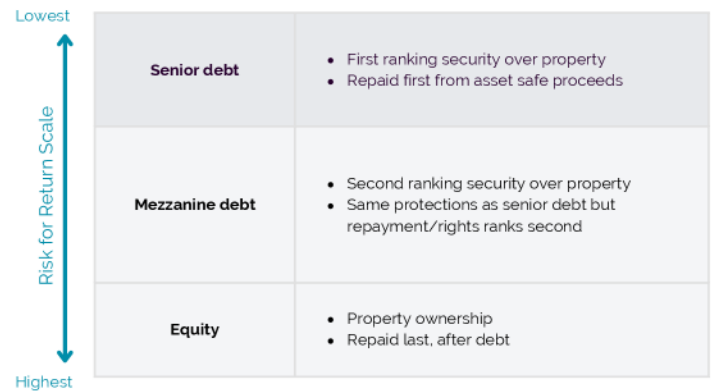 Lowest
Risk for Return Scale
Highest
Senior debt
• First ranking security over property
• Repaid first from asset safe proceeds
Mezzanine debt
• Second ranking security over property
• Same protections as senior debt but
repayment/rights ranks second
Equity
• Property ownership
• Repaid last, after debt